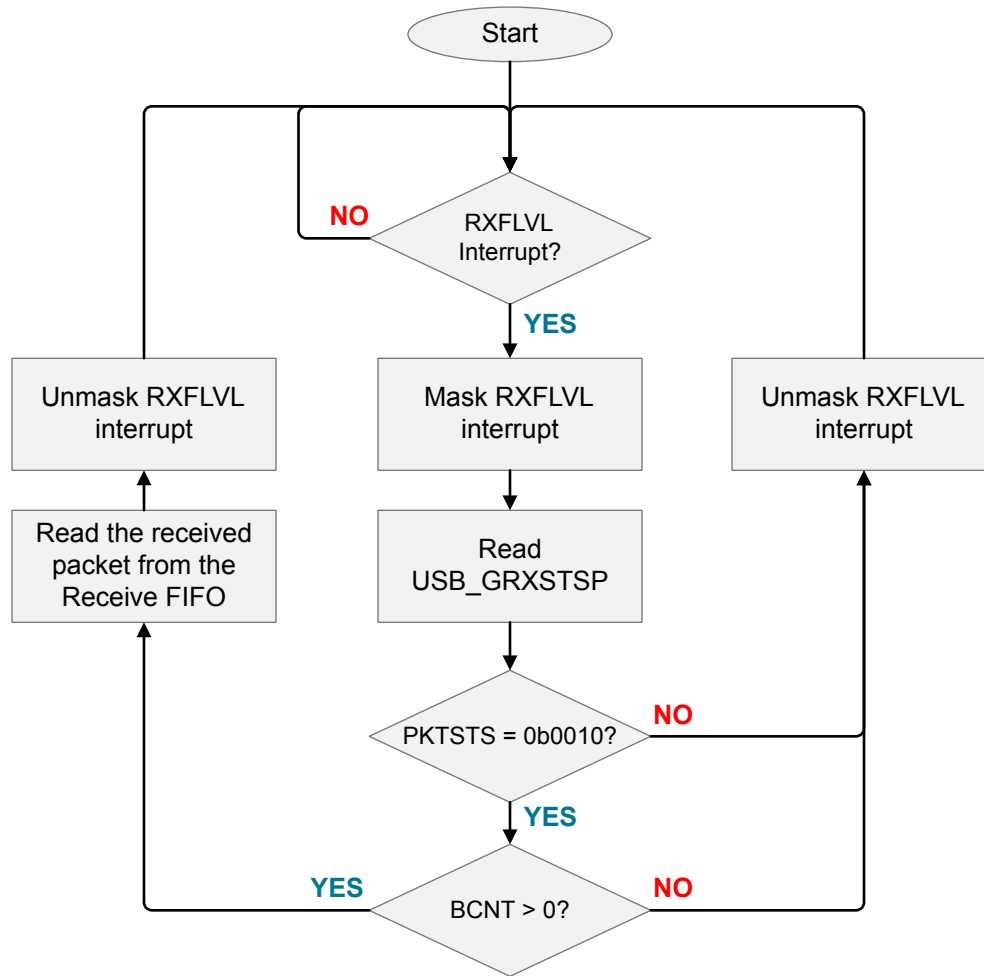 Start
NO
RXFLVL
Interrupt?
YES
Unmask RXFLVL
interrupt
Mask RXFLVL
interrupt
Unmask RXFLVL
interrupt
Read the received
packet from the
Receive FIFO
Read
USB_GRXSTSP
PKTSTS = 0b0010?
NO
YES
YES
BCNT > 0?
NO